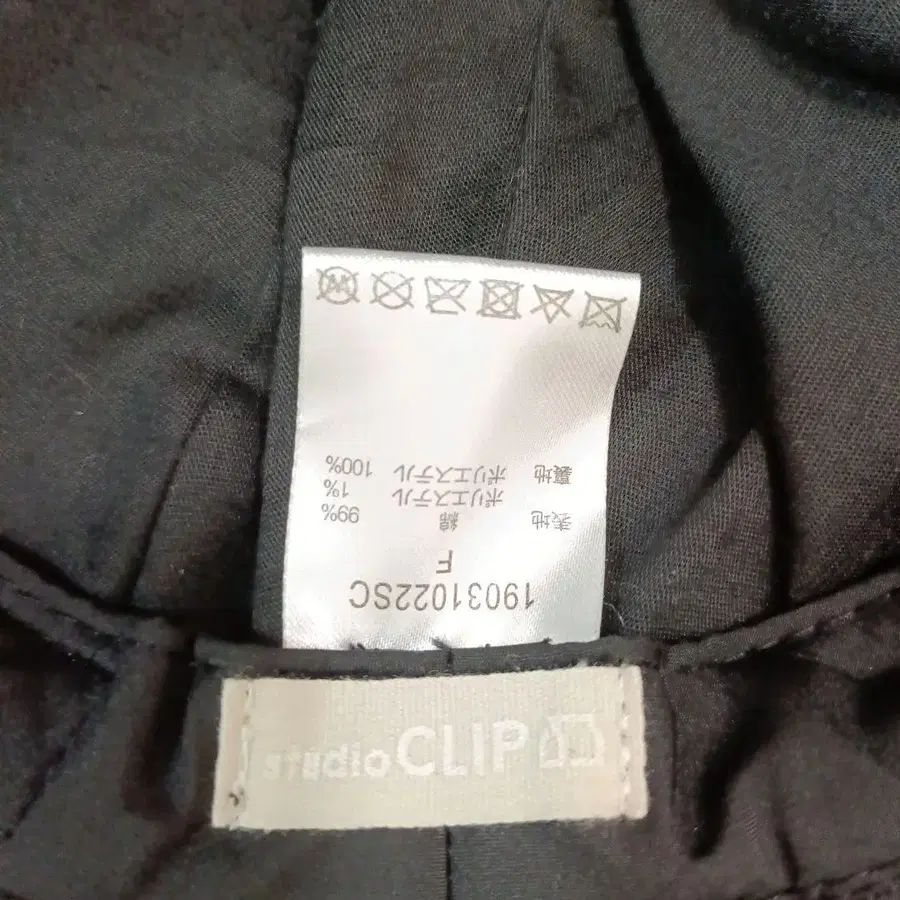 19031022SC
F
表地 綿 99%
ポリエステル 1%
裏地 ポリエステル 100%
studio CLIP